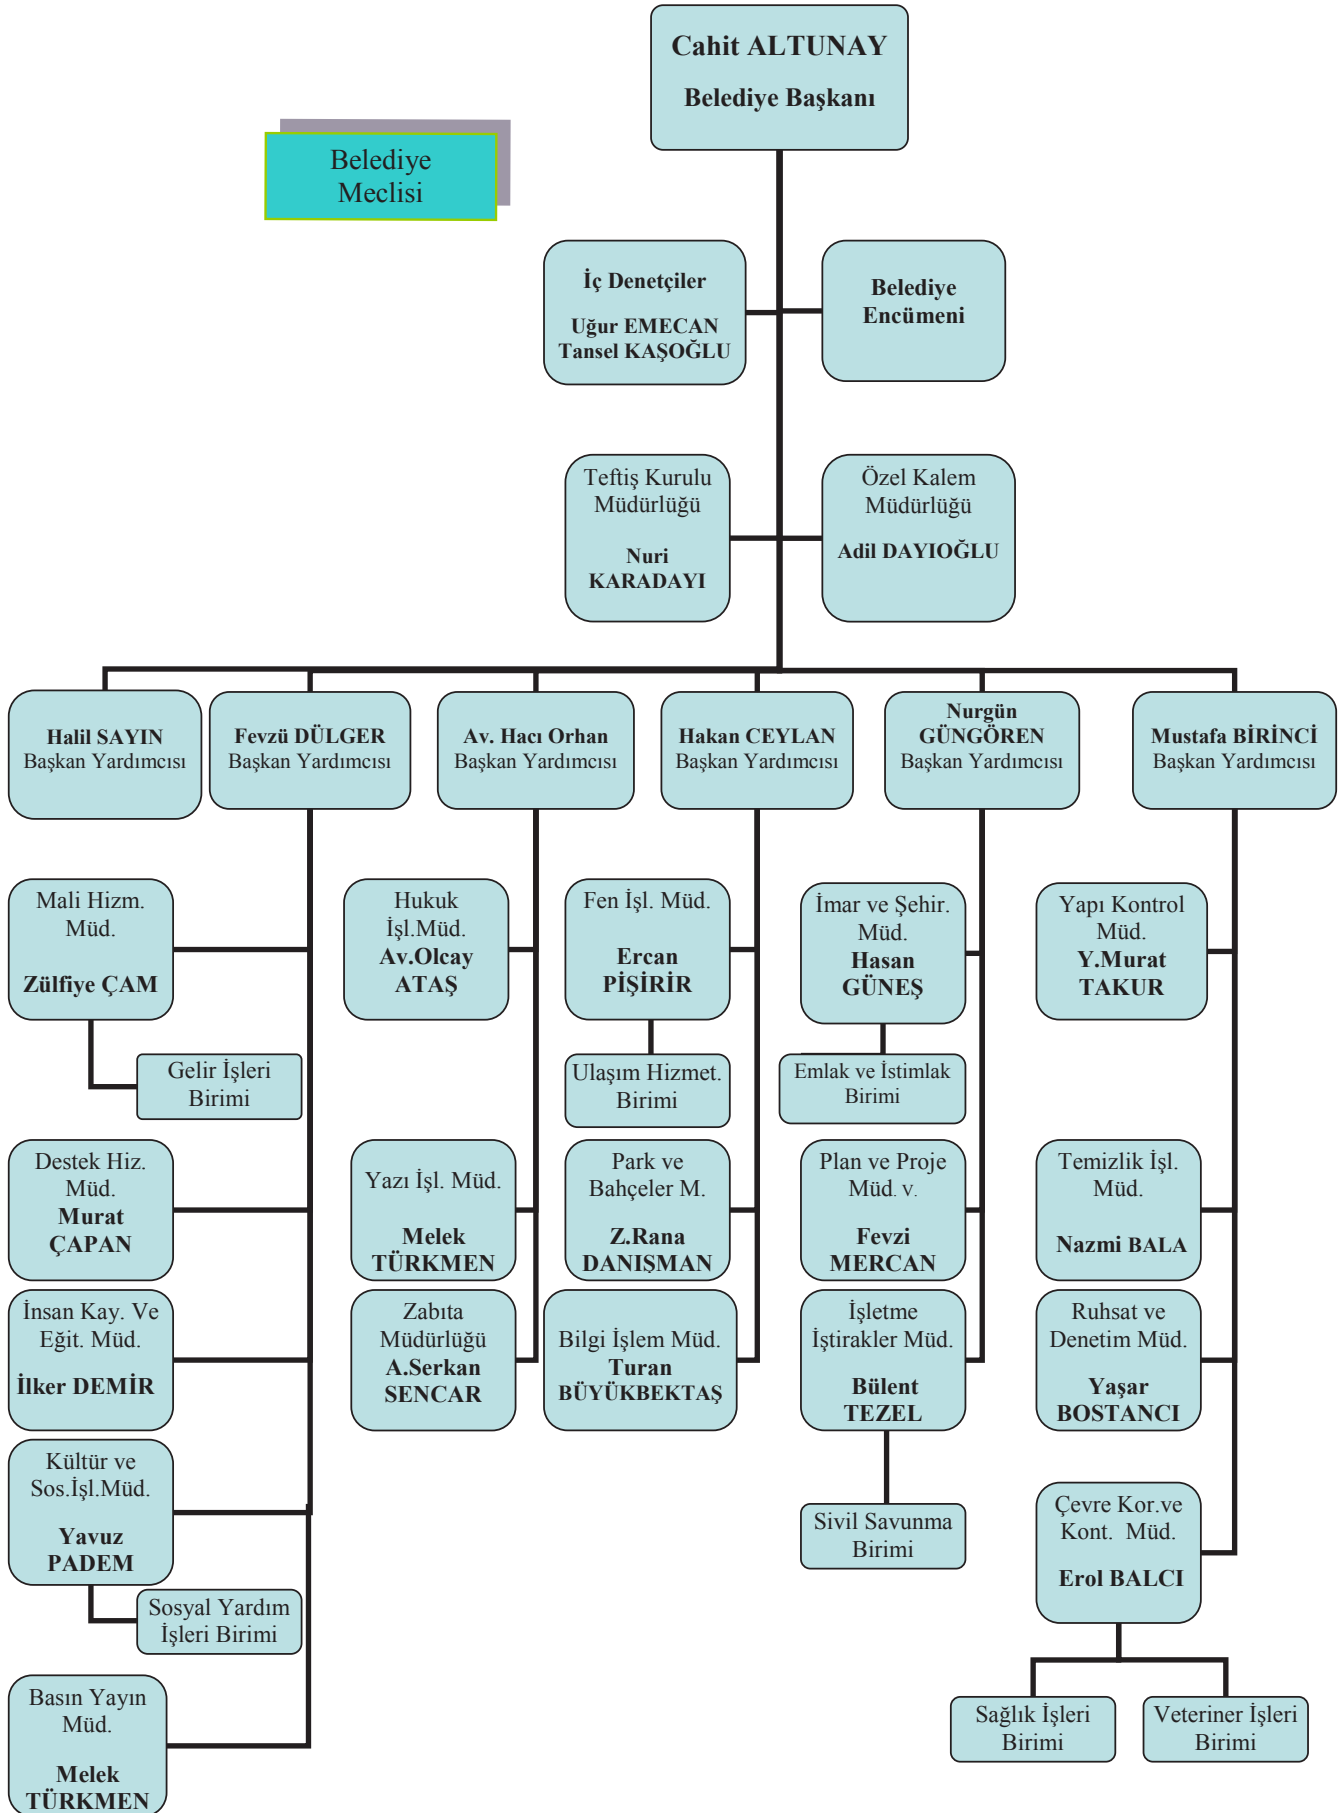 Cahit ALTUNAY
Belediye Başkanı
Belediye
Meclisi
İç Denetçiler
Uğur EMECAN
Tansel KAŞOĞLU
Belediye
Encümeni
Teftiş Kurulu
Müdürlüğü
Nuri
KARADAYI
Özel Kalem
Müdürlüğü
Adil DAYIOĞLU
Halil SAYIN
Başkan Yardımcısı
Fevzü DÜLGER
Başkan Yardımcısı
Av. Hacı Orhan
Başkan Yardımcısı
Hakan CEYLAN
Başkan Yardımcısı
Nurgün
GÜNGÖREN
Başkan Yardımcısı
Mustafa BİRİNCİ
Başkan Yardımcısı
Mali Hizm.
Müd.
Zülfiye ÇAM
Hukuk
İşl.Müd.
Av.Olcay
ATAŞ
Fen İşl. Müd.
Ercan
PİŞİRİR
İmar ve Şehir.
Müd.
Hasan
GÜNEŞ
Yapı Kontrol
Müd.
Y.Murat
TAKUR
Gelir İşleri
Birimi
Ulaşım Hizmet.
Birimi
Emlak ve İstimlak
Birimi
Destek Hiz.
Müd.
Murat
ÇAPAN
Yazı İşl. Müd.
Melek
TÜRKMEN
Park ve
Bahçeler M.
Z.Rana
DANIŞMAN
Plan ve Proje
Müd. V.
Fevzi
MERCAN
Temizlik İşl.
Müd.
Nazmi BALA
İnsan Kay. Ve
Eğit. Müd.
İlker DEMİR
Zabıta
Müdürlüğü
A.Serkan
SENCAR
Bilgi İşlem Müd.
Turan
BÜYÜKBEKTAŞ
İşletme
İştirakler Müd.
Bülent
TEZEL
Ruhsat ve
Denetim Müd.
Yaşar
BOSTANCI
Kültür ve
Sos.İşl.Müd.
Yavuz
PADEM
Sivil Savunma
Birimi
Çevre Kor.ve
Kont. Müd.
Erol BALCI
Sosyal Yardım
İşleri Birimi
Basın Yayın
Müd.
Melek
TÜRKMEN
Sağlık İşleri
Birimi
Veteriner İşleri
Birimi